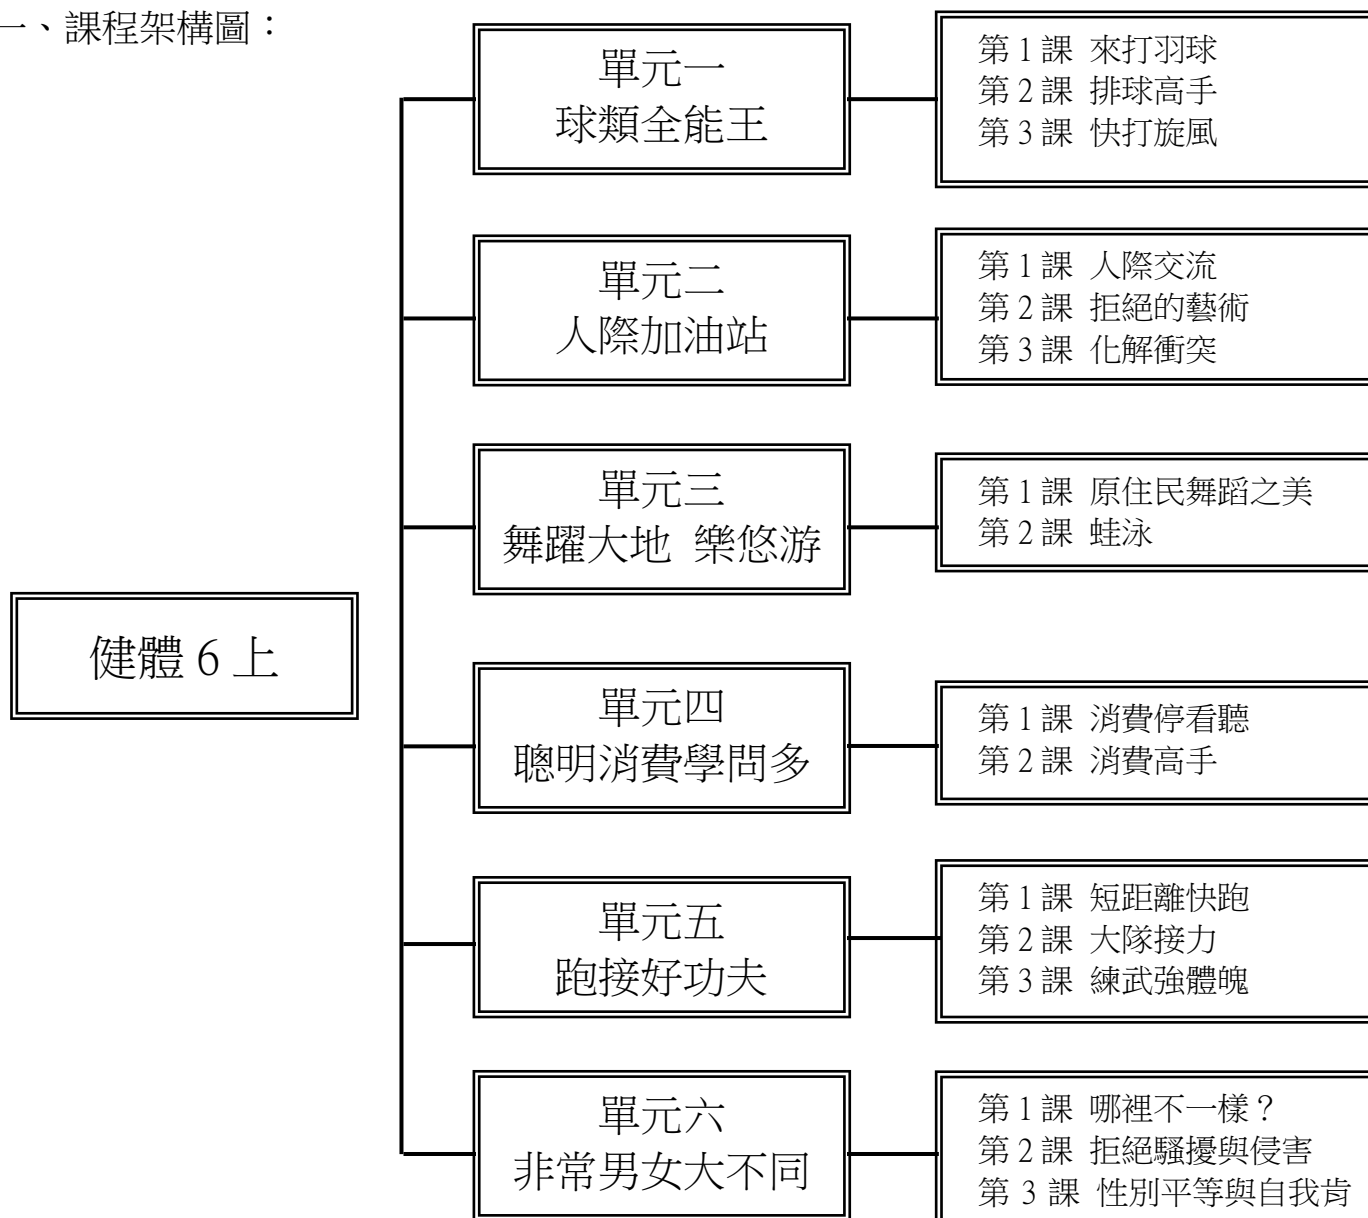 一、課程架構圖：
健體 6 上
單元一
球類全能王
第 1 課 來打羽球
第 2 課 排球高手
第 3 課 快打旋風
單元二
人際加油站
第 1 課 人際交流
第 2 課 拒絕的藝術
第 3 課 化解衝突
單元三
舞躍大地 樂悠游
第 1 課 原住民舞蹈之美
第 2 課 蛙泳
單元四
聰明消費學問多
第 1 課 消費停看聽
第 2 課 消費高手
單元五
跑接好功夫
第 1 課 短距離快跑
第 2 課 大隊接力
第 3 課 練武強體魄
單元六
非常男女大不同
第 1 課 哪裡不一樣？
第 2 課 拒絕騷擾與侵害
第 3 課 性別平等與自我肯